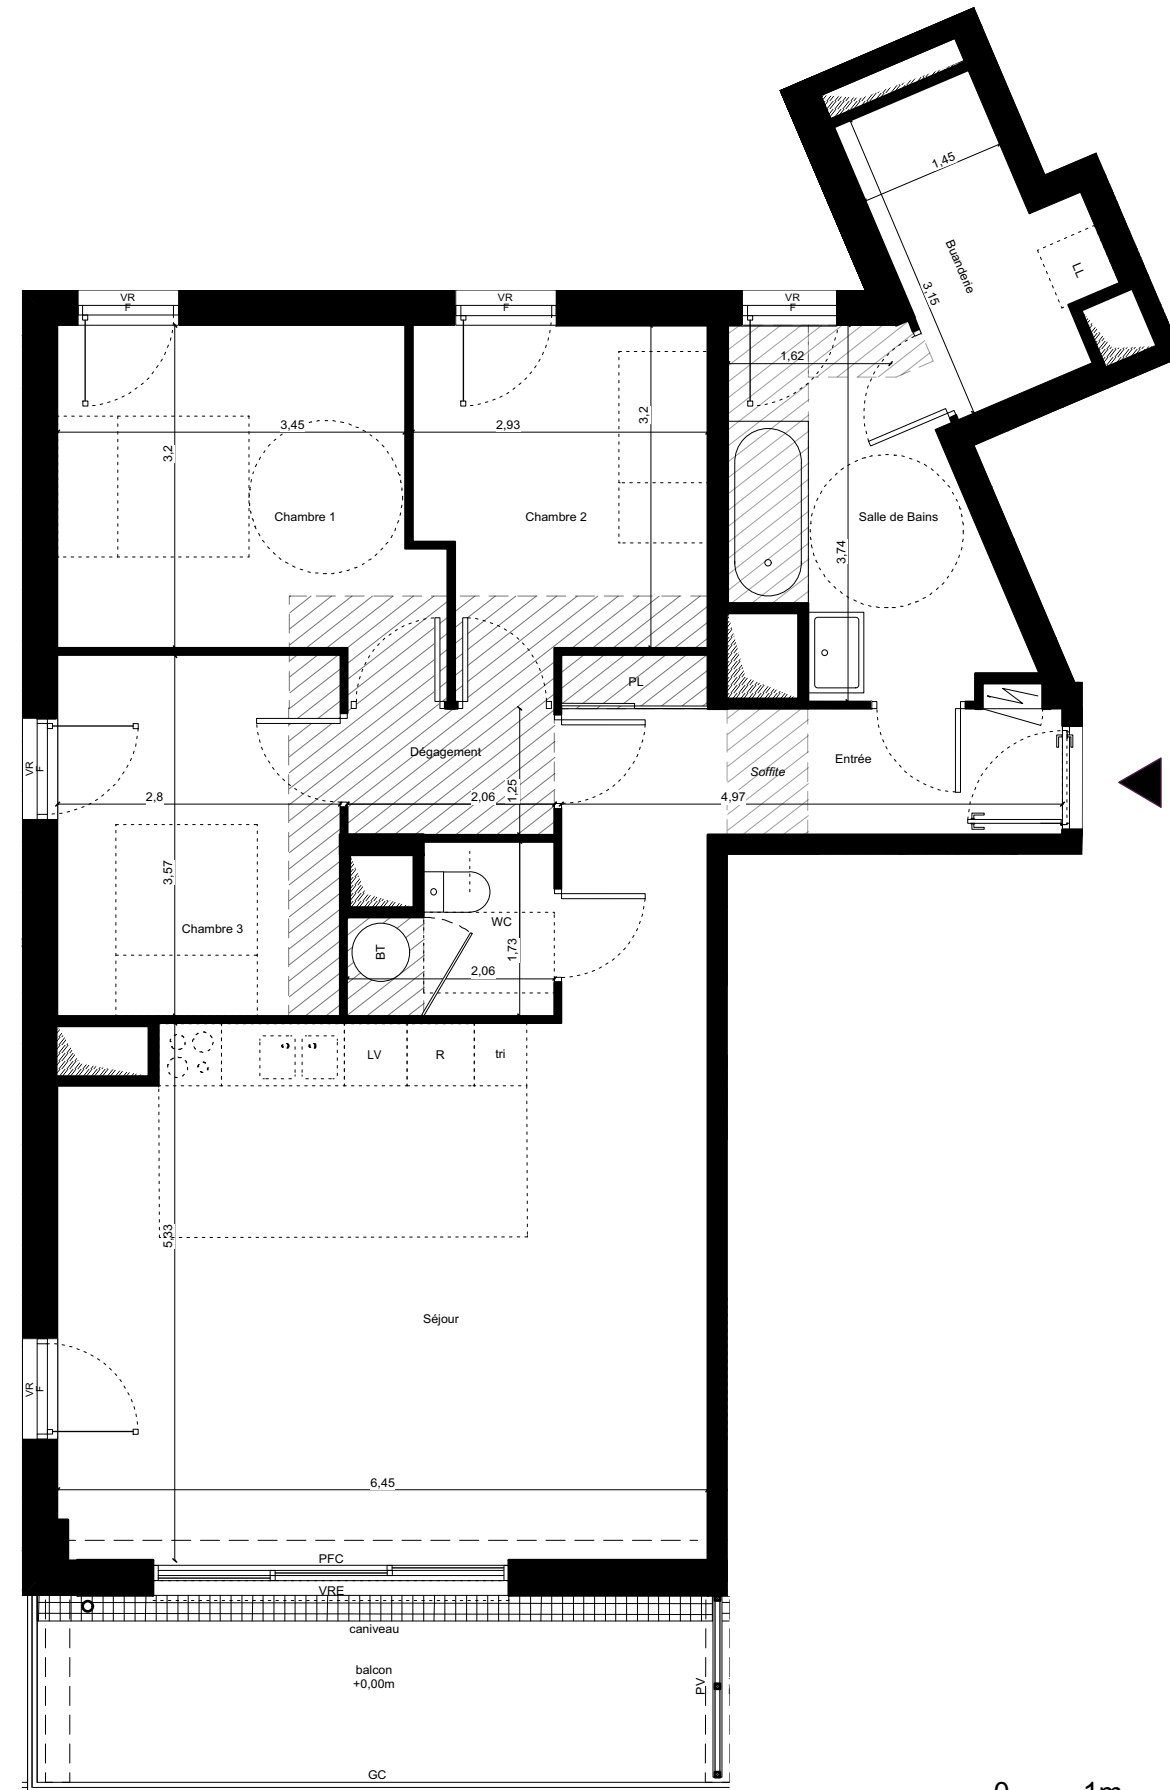 1,45
Buanderie
LL
3,15
VR
F
VR
F
VR
F
1,62
3,45
2,93
3,2
3,2
Chambre 1
Chambre 2
Salle de Bains
3,74
PL
Dégagement
Soffite
Entrée
VR
F
2,8
2,06
1,25
4,97
3,57
Chambre 3
WC
BT
1,73
2,06
LV
R
tri
5,33
Séjour
VR
F
6,45
PFC
VRE
caniveau
balcon
+0,00m
PV
GC
0 1m